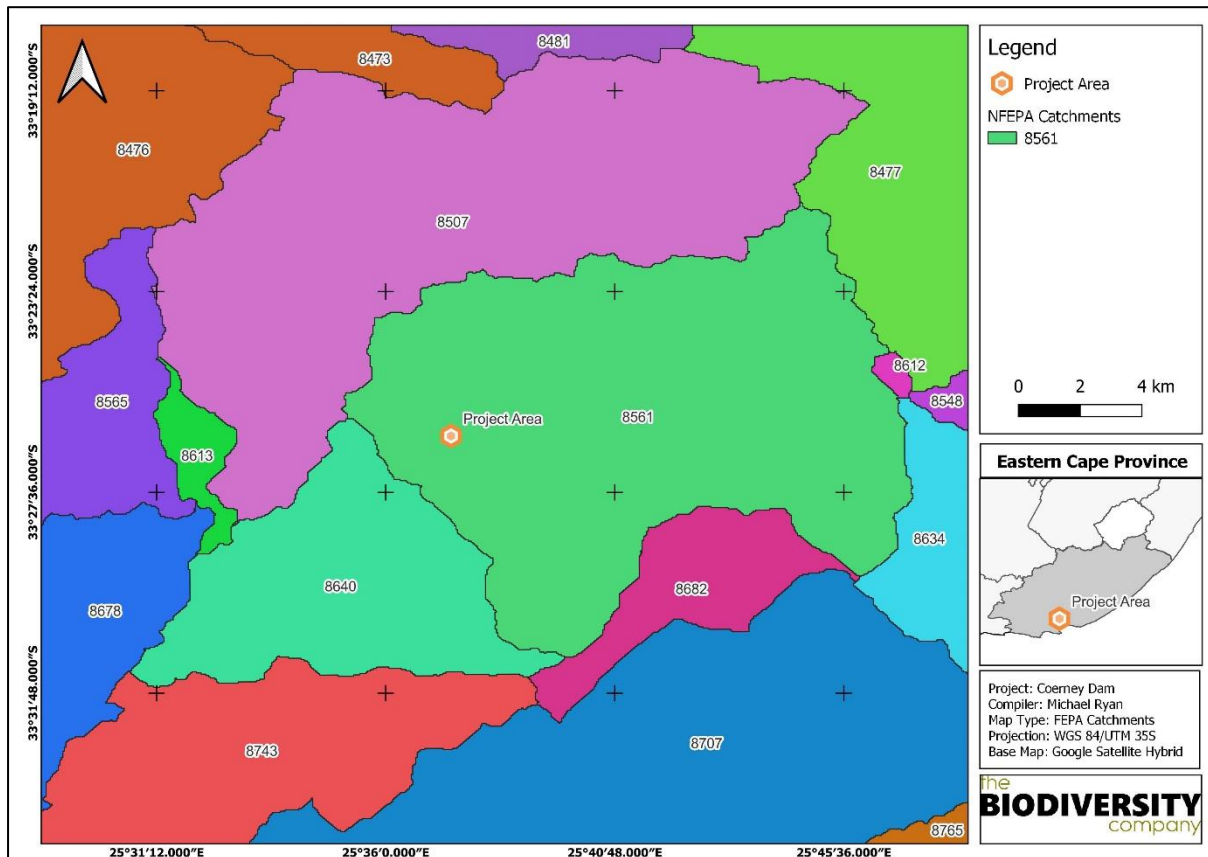 8481
8473
8476
8477
8507
8612
8561
8548
8565
Project Area
8613
8634
8640
8682
8678
8743
8707
8765
33°19'12.000"S
33°23'24.000"S
33°27'36.000"S
33°31'48.000"S
25°31'12.000"E
25°36'0.000"E
25°40'48.000"E
25°45'36.000"E
Legend
Project Area
NFEPA Catchments
8561
0 2 4 km
Eastern Cape Province
Project Area
Project: Coerney Dam
Compiler: Michael Ryan
Map Type: FEPA Catchments
Projection: WGS 84/UTM 35S
Base Map: Google Satellite Hybrid
the
BIODIVERSITY
company